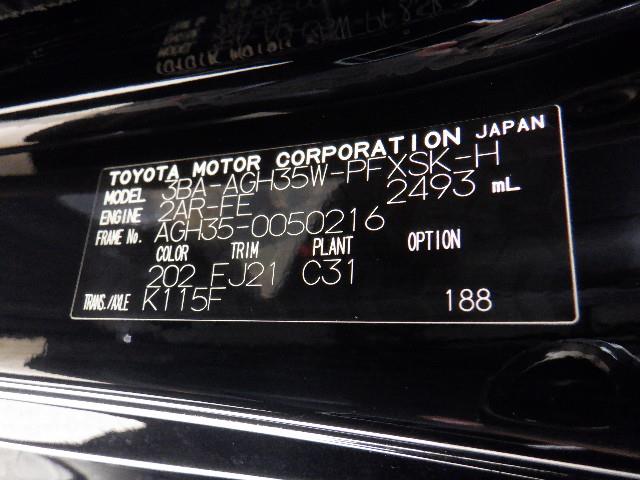 TOYOTA MOTOR CORPORATION JAPAN
MODEL 3BA-AGH35W-PFXSK-H
ENGINE 2AR-FE 2493 mL
FRAME No. AGH35-0050216
COLOR TRIM PLANT OPTION
202 EJ21 C31
TRANS./AXLE K115F 188